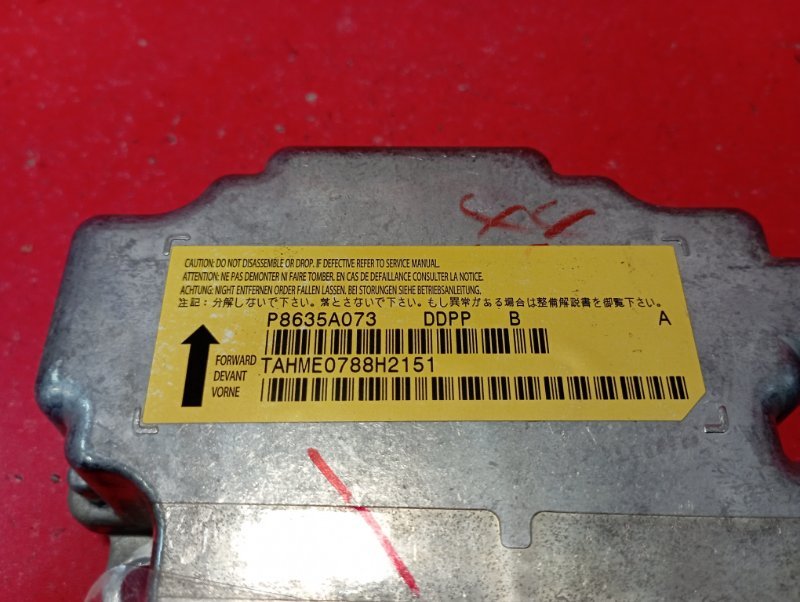 CAUTION: DO NOT DISASSEMBLE OR DROP. IF DEFECTIVE REFER TO SERVICE MANUAL.
ATTENTION: NE PAS DEMONTER NI FAIRE TOMBER. EN CAS DE DEFAILLANCE CONSULTER LA NOTICE.
ACHTUNG: NIGHT ENTFERNEN ORDER FALLEN LASSEN. BEI STORUNGEN SIEHE BETRIEBSANLEITUNG.
注記: 分解しないで下さい。落とさないで下さい。もし異常がある場合は整備解説書を御覧下さい。
P8635A073 DDPP B A
FORWARD TAHME0788H2151
DEVANT
VORNE